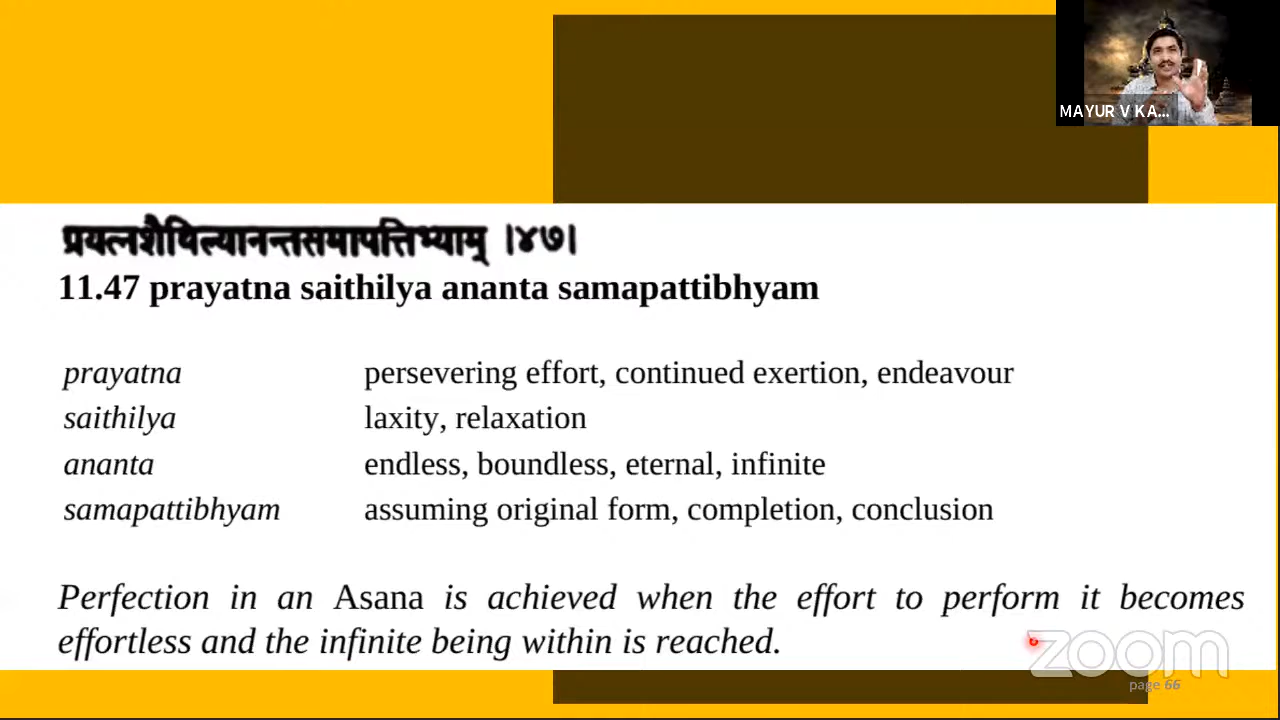 MAYUR V KA...
प्रयत्नशैथिल्यानन्तसमापत्तिभ्याम् ।४७।
11.47 prayatna saithilya ananta samapattibhyam
prayatna persevering effort, continued exertion, endeavour
saithilya laxity, relaxation
ananta endless, boundless, eternal, infinite
samapattibhyam assuming original form, completion, conclusion
Perfection in an Asana is achieved when the effort to perform it becomes
effortless and the infinite being within is reached.
zoom
page 66